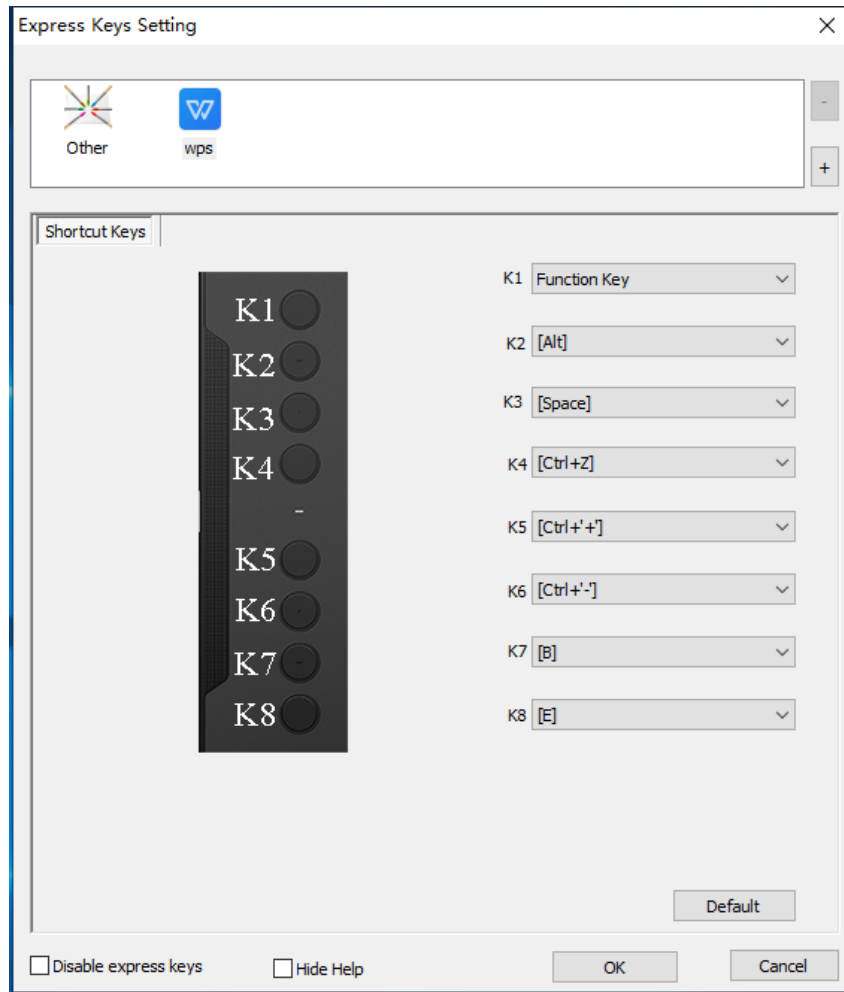 Express Keys Setting
Other
wps
-
+
Shortcut Keys
K1
K2
K3
K4
K5
K6
K7
K8
K1 Function Key
K2 [Alt]
K3 [Space]
K4 [Ctrl+Z]
K5 [Ctrl+'+']
K6 [Ctrl+'-']
K7 [B]
K8 [E]
Default
Disable express keys
Hide Help
OK
Cancel